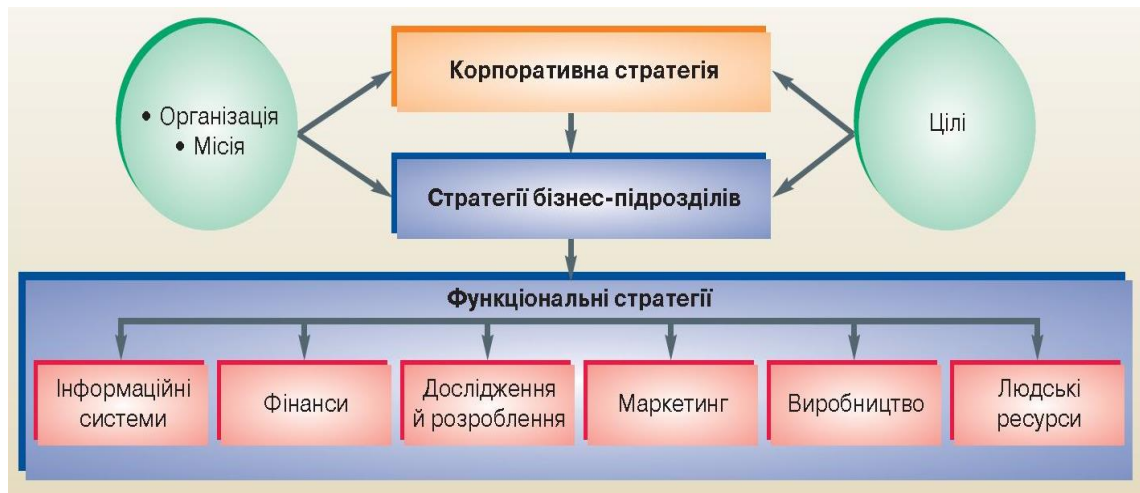 • Організація
• Місія
Корпоративна стратегія
Цілі
Стратегії бізнес-підрозділів
Функціональні стратегії
Інформаційні
системи
Фінанси
Дослідження
й розроблення
Маркетинг
Виробництво
Людські
ресурси